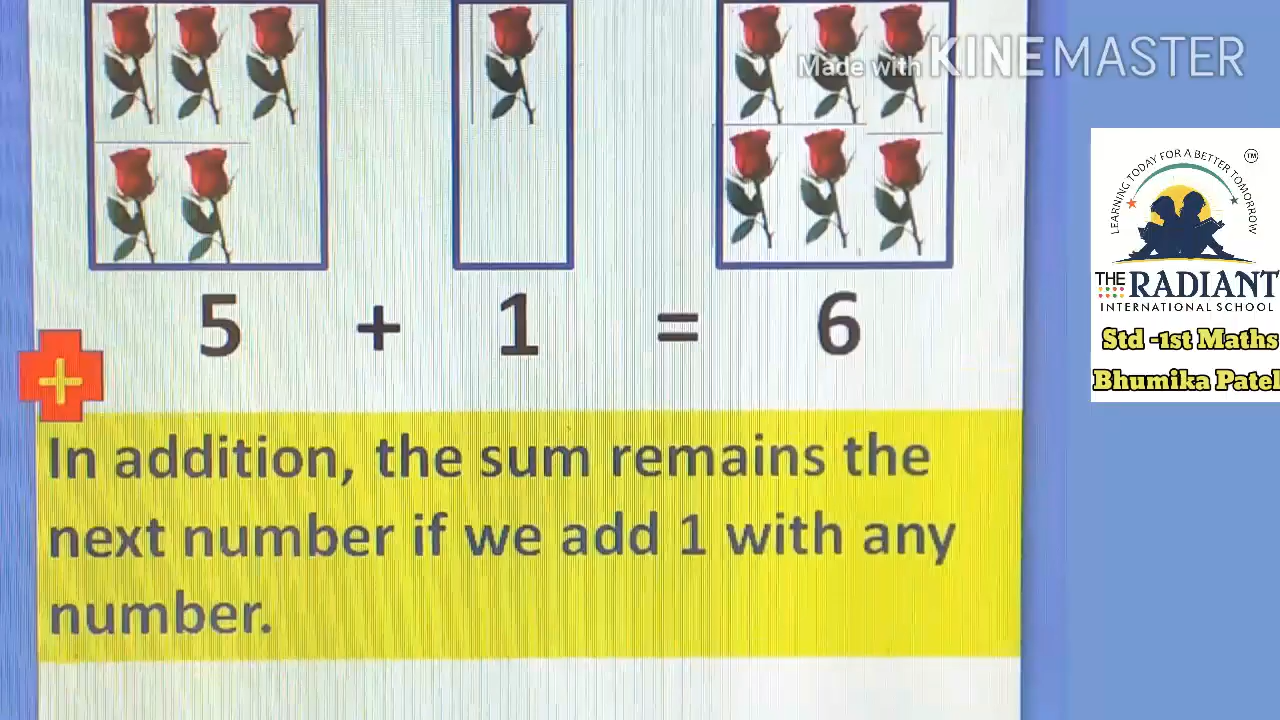 Made with KINEMASTER
5 + 1 = 6
+
In addition, the sum remains the
next number if we add 1 with any
number.
LEARNING TODAY FOR A BETTER TOMORROW
TM
THE RADIANT
INTERNATIONAL SCHOOL
Std -1st Maths
Bhumika Patel